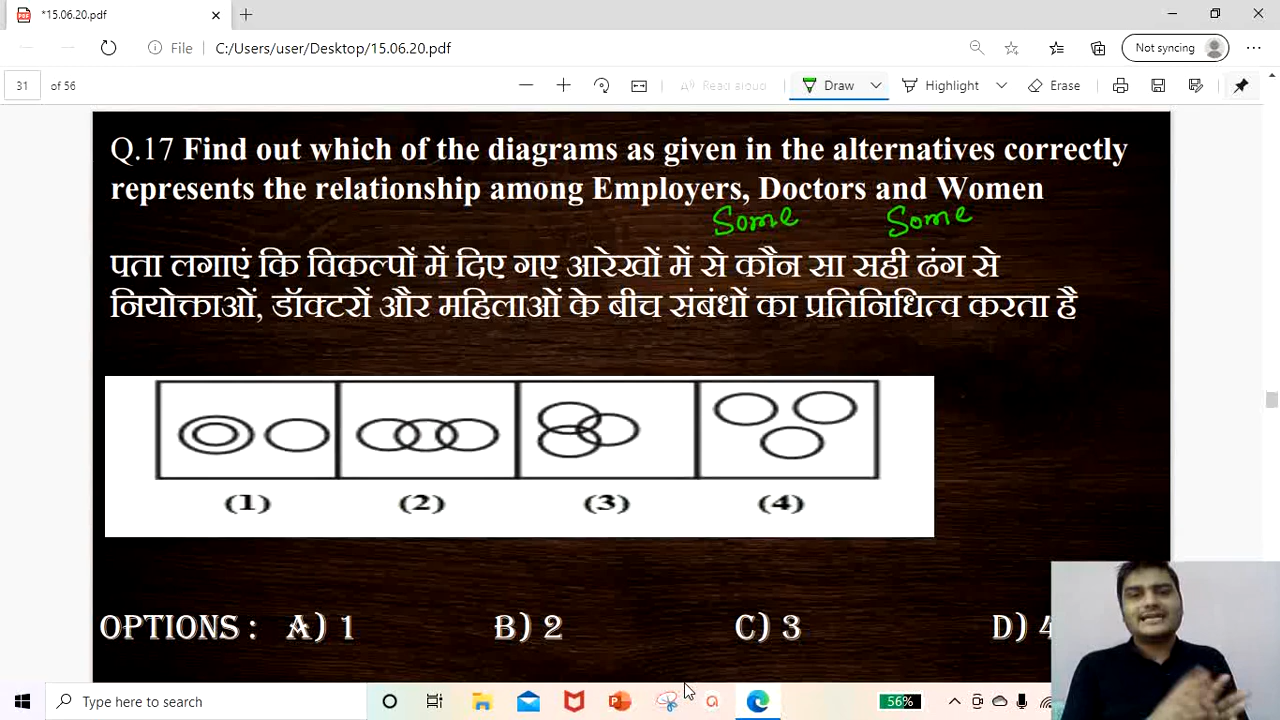 *15.06.20.pdf
File C:/Users/user/Desktop/15.06.20.pdf
Not syncing
31 of 56
Read aloud
Draw
Highlight
Erase
Q.17 Find out which of the diagrams as given in the alternatives correctly
represents the relationship among Employers, Doctors and Women
Some Some
पता लगाएं कि विकल्पों में दिए गए आरेखों में से कौन सा सही ढंग से
नियोक्ताओं, डॉक्टरों और महिलाओं के बीच संबंधों का प्रतिनिधित्व करता है
(1) (2) (3) (4)
OPTIONS : A) 1 B) 2 C) 3 D) 4
Type here to search
56%